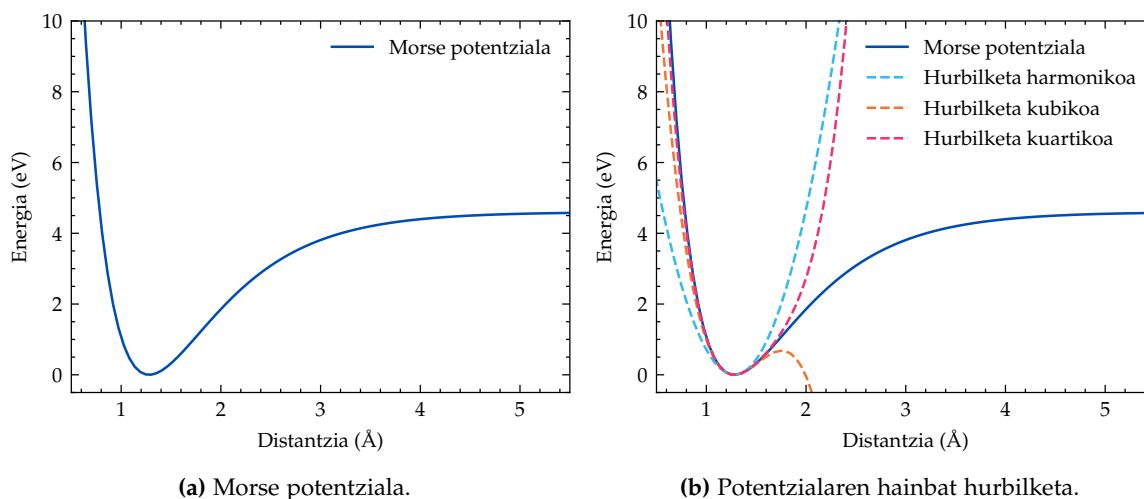 10
8
6
4
2
0
Energia (eV)
Morse potentziala
1 2 3 4 5
Distantzia (Å)
(a) Morse potentziala.
10
8
6
4
2
0
Energia (eV)
Morse potentziala
Hurbilketa harmonikoa
Hurbilketa kubikoa
Hurbilketa kuartikoa
1 2 3 4 5
Distantzia (Å)
(b) Potentzialaren hainbat hurbilketa.